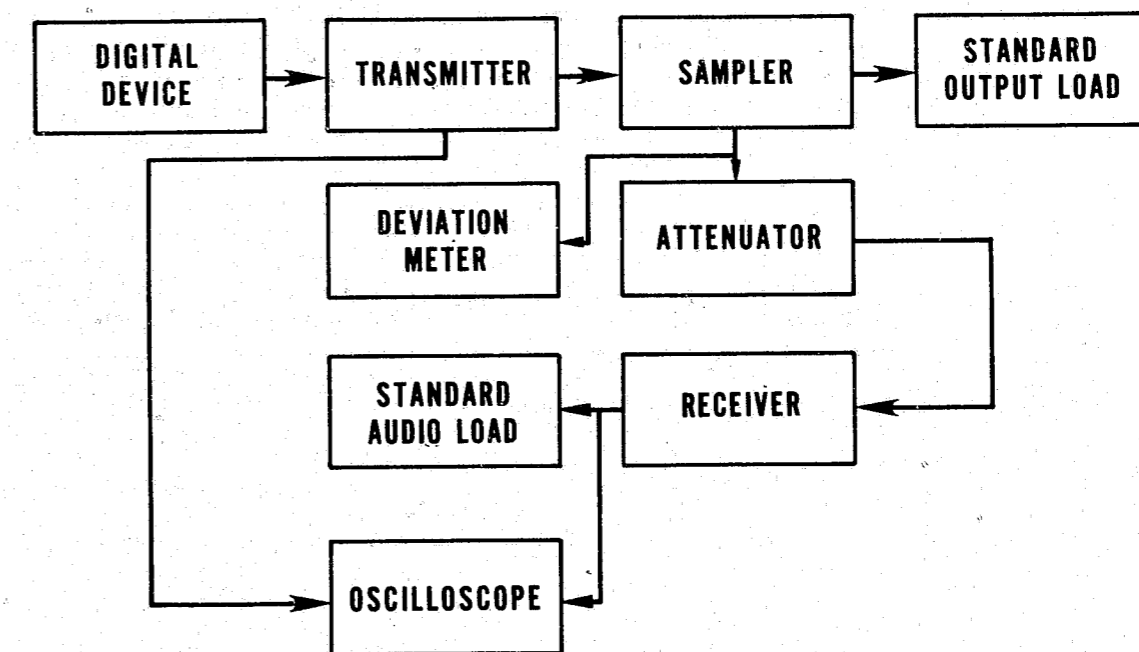 DIGITAL
DEVICE
TRANSMITTER
SAMPLER
STANDARD
OUTPUT LOAD
DEVIATION
METER
ATTENUATOR
STANDARD
AUDIO LOAD
RECEIVER
OSCILLOSCOPE